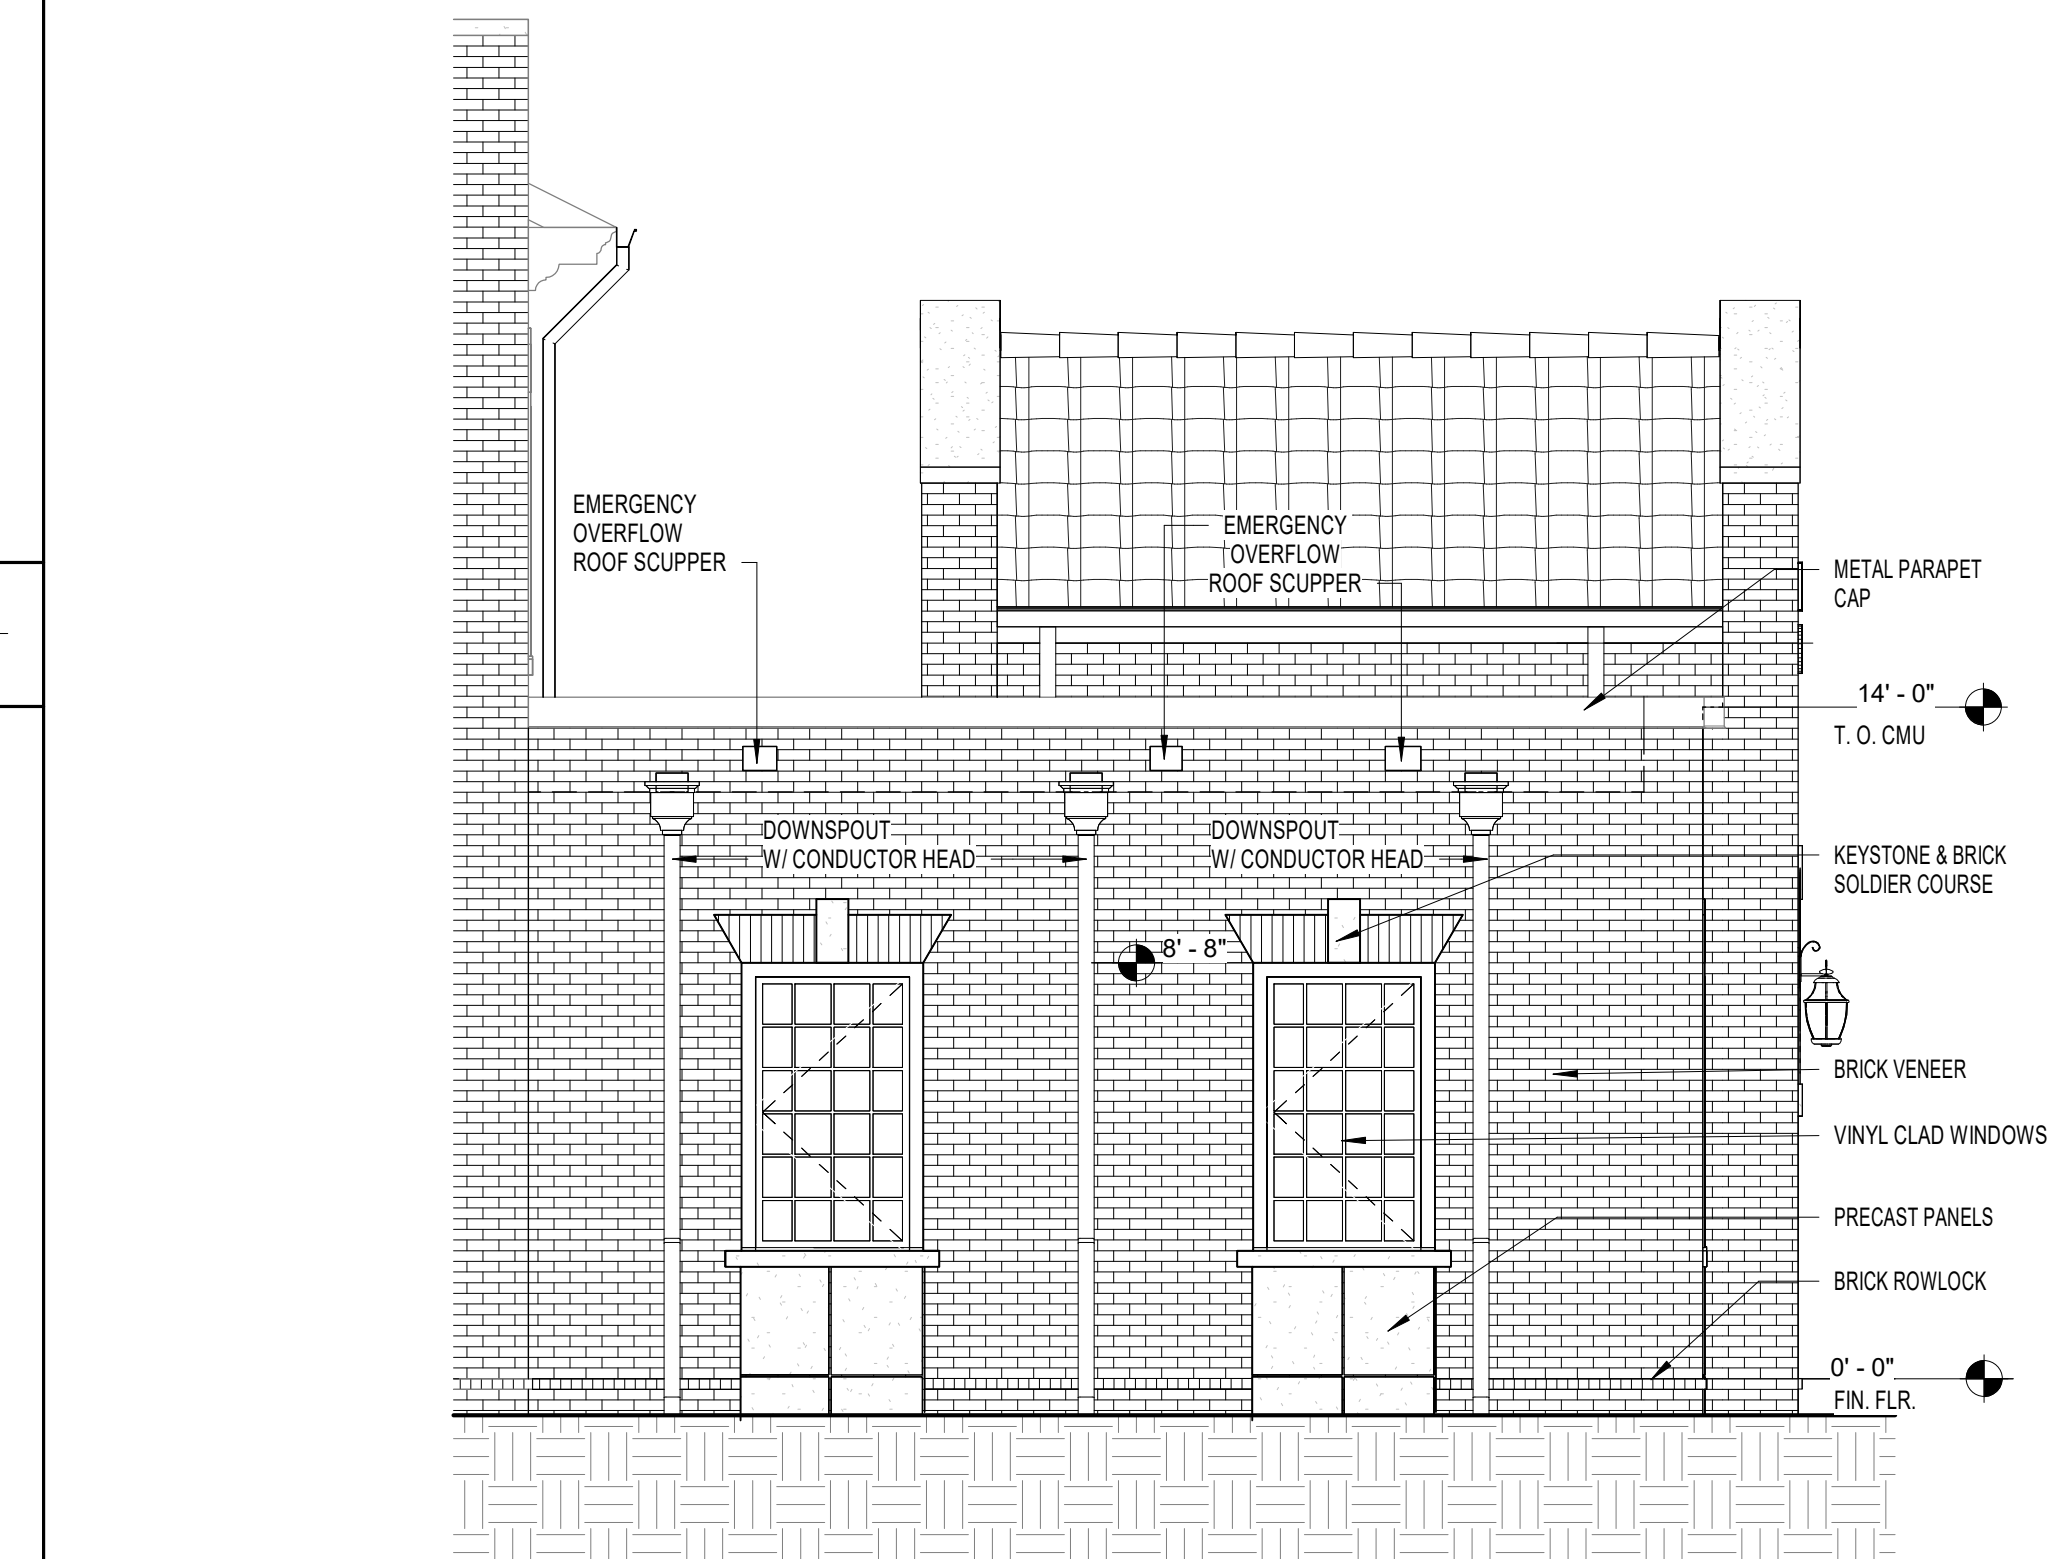 EMERGENCY
OVERFLOW
ROOF SCUPPER
EMERGENCY
OVERFLOW
ROOF SCUPPER
METAL PARAPET
CAP
14' - 0"
T. O. CMU
DOWNSPOUT
W/ CONDUCTOR HEAD
DOWNSPOUT
W/ CONDUCTOR HEAD
KEYSTONE & BRICK
SOLDIER COURSE
8' - 8"
BRICK VENEER
VINYL CLAD WINDOWS
PRECAST PANELS
BRICK ROWLOCK
0' - 0"
FIN. FLR.